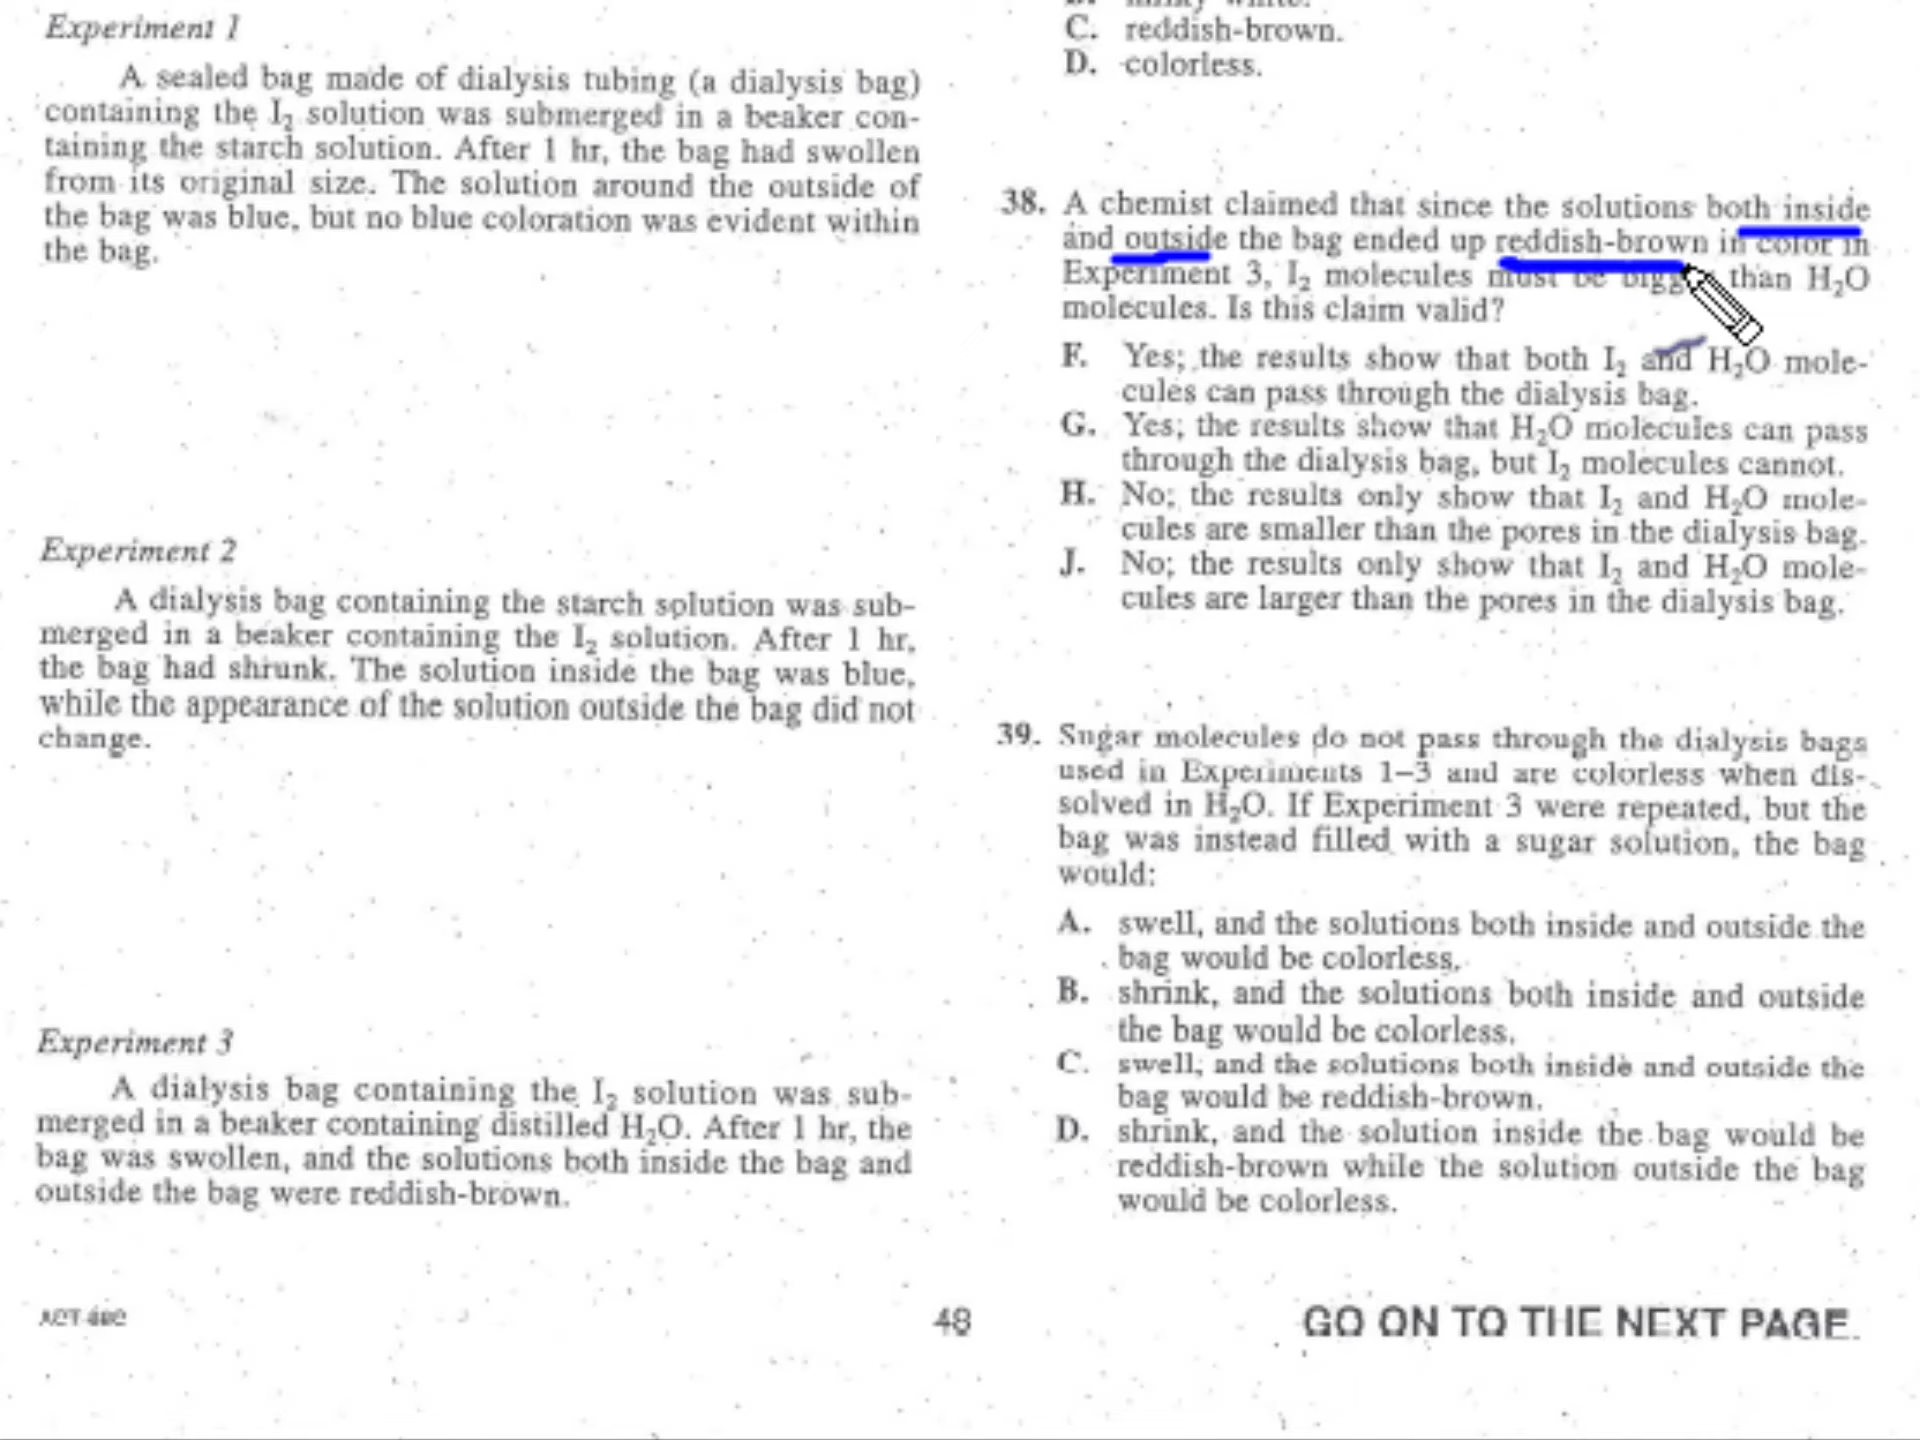 Experiment 1
A sealed bag made of dialysis tubing (a dialysis bag)
containing the I₂ solution was submerged in a beaker con-
taining the starch solution. After 1 hr, the bag had swollen
from its original size. The solution around the outside of
the bag was blue, but no blue coloration was evident within
the bag.
Experiment 2
A dialysis bag containing the starch solution was sub-
merged in a beaker containing the I₂ solution. After 1 hr,
the bag had shrunk. The solution inside the bag was blue,
while the appearance of the solution outside the bag did not
change.
Experiment 3
A dialysis bag containing the I₂ solution was sub-
merged in a beaker containing distilled H₂O. After 1 hr, the
bag was swollen, and the solutions both inside the bag and
outside the bag were reddish-brown.
C. reddish-brown.
D. colorless.
38. A chemist claimed that since the solutions both inside
and outside the bag ended up reddish-brown in color in
Experiment 3, I₂ molecules must be than H₂O
molecules. Is this claim valid?
F. Yes; the results show that both I₂ and H₂O mole-
cules can pass through the dialysis bag.
G. Yes; the results show that H₂O molecules can pass
through the dialysis bag, but I₂ molecules cannot.
H. No; the results only show that I₂ and H₂O mole-
cules are smaller than the pores in the dialysis bag.
J. No; the results only show that I₂ and H₂O mole-
cules are larger than the pores in the dialysis bag.
39. Sugar molecules do not pass through the dialysis bags
used in Experiments 1–3 and are colorless when dis-
solved in H₂O. If Experiment 3 were repeated, but the
bag was instead filled with a sugar solution, the bag
would:
A. swell, and the solutions both inside and outside the
bag would be colorless.
B. shrink, and the solutions both inside and outside
the bag would be colorless.
C. swell, and the solutions both inside and outside the
bag would be reddish-brown.
D. shrink, and the solution inside the bag would be
reddish-brown while the solution outside the bag
would be colorless.
48
GO ON TO THE NEXT PAGE.